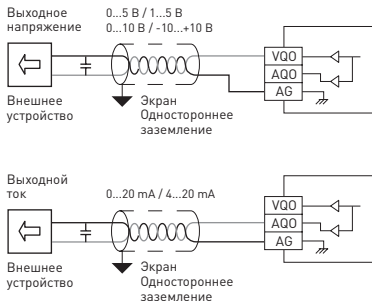 Выходное
напряжение
0...5 В / 1...5 В
0...10 В / -10...+10 В
VQO
AQO
AG
Внешнее
устройство
Экран
Одностороннее
заземление
Выходной
ток
0...20 mA / 4...20 mA
VQO
AQO
AG
Внешнее
устройство
Экран
Одностороннее
заземление